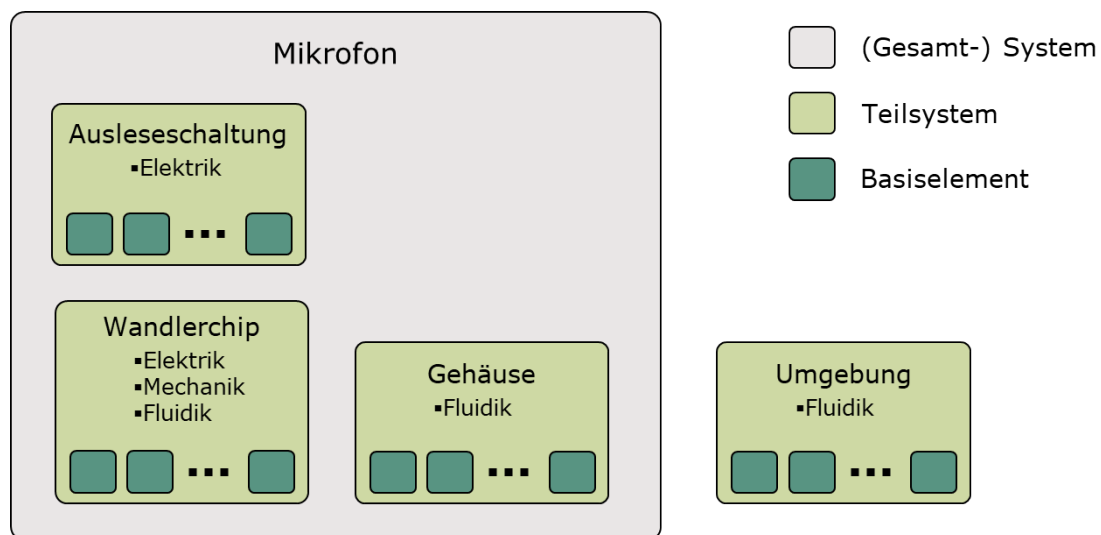 Mikrofon
Ausleseschaltung
▪Elektrik
Wandlerchip
▪Elektrik
▪Mechanik
▪Fluidik
Gehäuse
▪Fluidik
Umgebung
▪Fluidik
(Gesamt-) System
Teilsystem
Basiselement